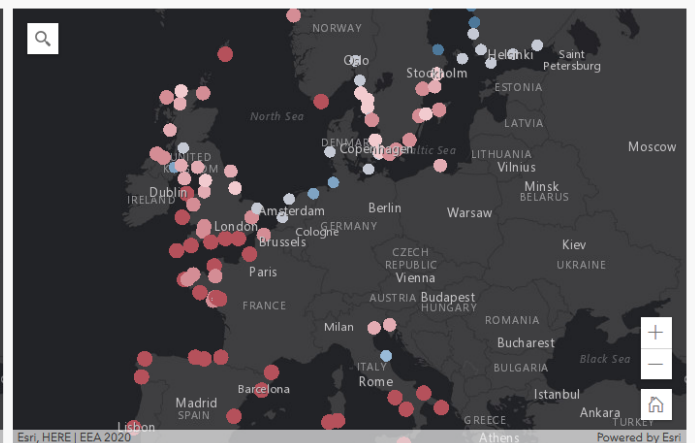 NORWAY
Oslo
Helsinki
Saint
Petersburg
Stockholm
ESTONIA
North Sea
LATVIA
DENMARK
Copenhagen
Baltic Sea
Moscow
LITHUANIA
UNITED
KINGDOM
Vilnius
Dublin
IRELAND
Minsk
BELARUS
Amsterdam
Berlin
Warsaw
London
GERMANY
Cologne
Brussels
Kiev
CZECH
REPUBLIC
UKRAINE
Paris
Vienna
FRANCE
AUSTRIA
Budapest
HUNGARY
ROMANIA
Milan
Bucharest
Black Sea
ITALY
BULGARIA
Rome
Barcelona
Istanbul
Madrid
SPAIN
Ankara
GREECE
TURKEY
Lisbon
Athens
Esri, HERE | EEA 2020
Powered by Esri